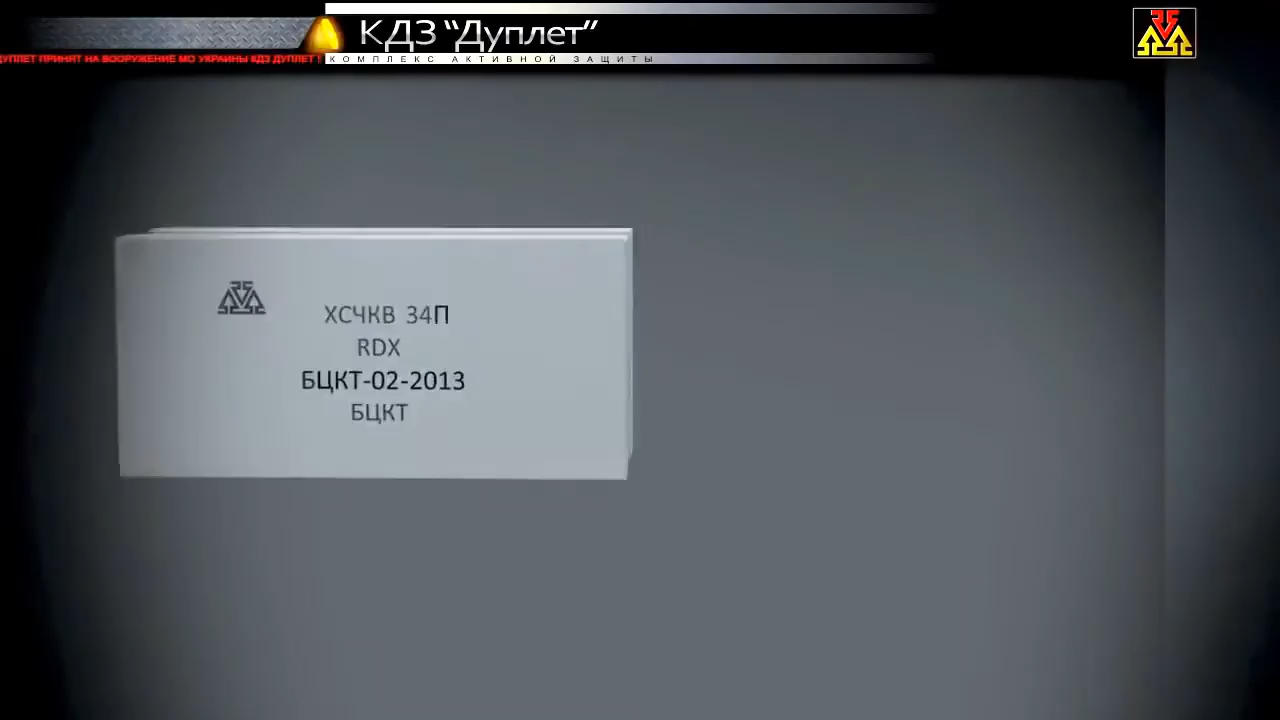 КДЗ “Дуплет”
ДУПЛЕТ ПРИНЯТ НА ВООРУЖЕНИЕ МО УКРАИНЫ КДЗ ДУПЛЕТ !
КОМПЛЕКС АКТИВНОЙ ЗАЩИТЫ
ХСЧКВ 34П
RDX
БЦКТ-02-2013
БЦКТ